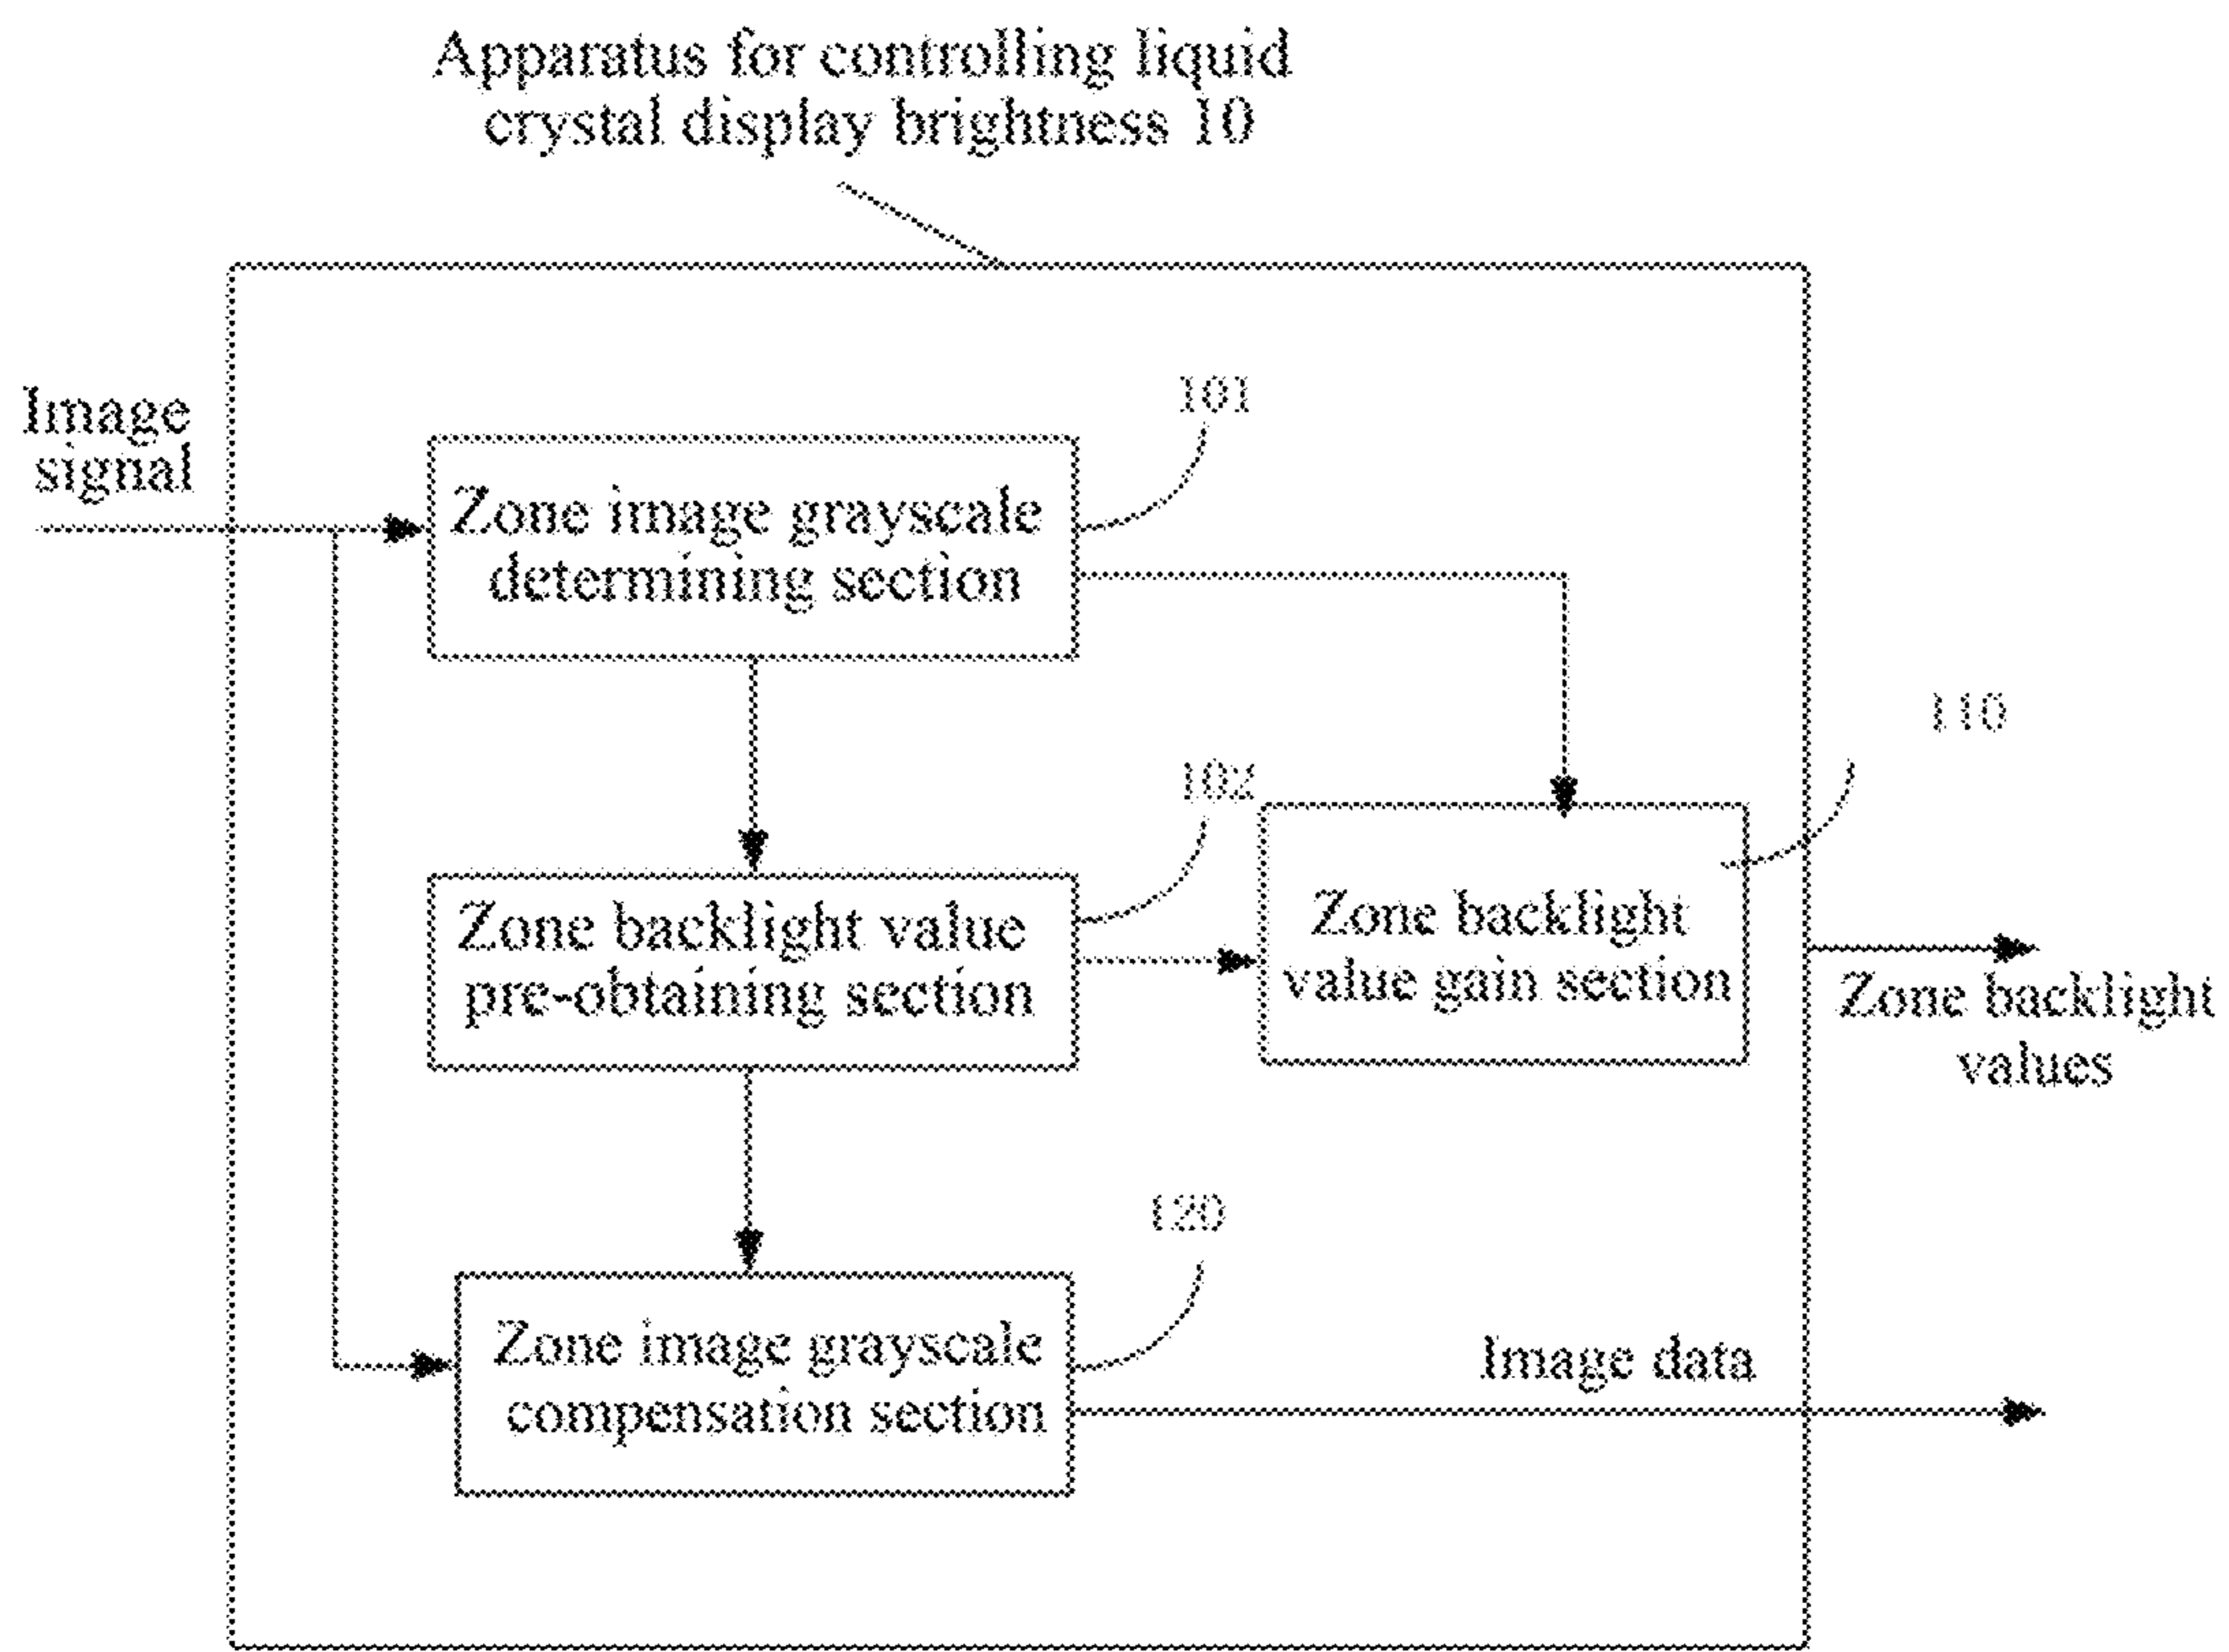 Apparatus for controlling liquid
crystal display brightness 10
Image
signal
101
Zone image grayscale
determining section
110
102
Zone backlight value
pre-obtaining section
Zone backlight
value gain section
Zone backlight
values
120
Zone image grayscale
compensation section
Image data